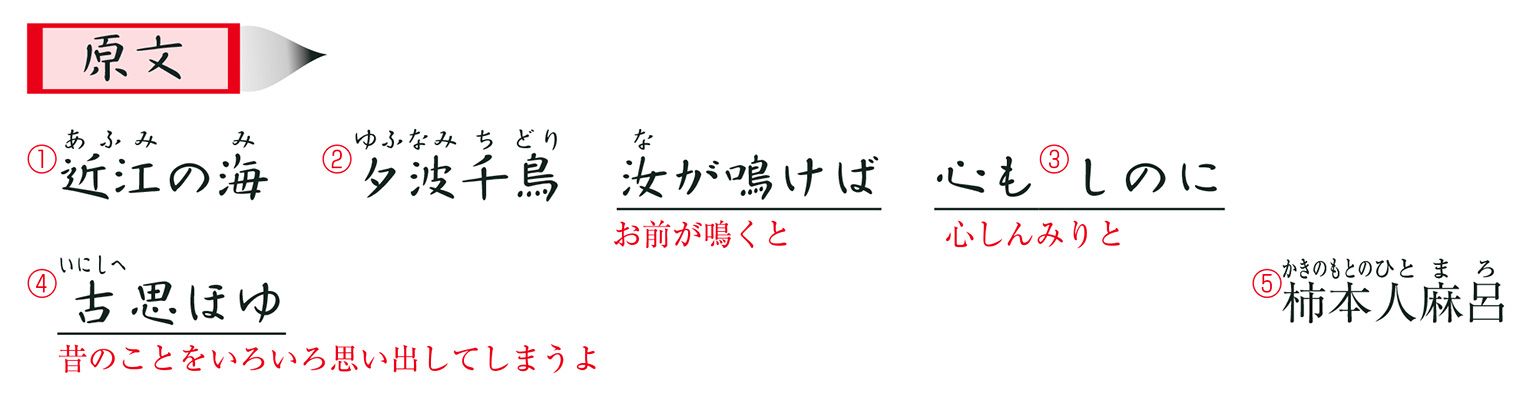 原文
あふみ み ゆふなみ ち どり な
①近江の海 ②夕波千鳥 汝が鳴けば 心も③しのに
お前が鳴くと 心しんみりと
いにしへ かきのもとのひと ま ろ
④古思ほゆ ⑤柿本人麻呂
昔のことをいろいろ思い出してしまうよ